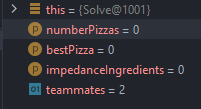 this = {Solve@1001}
p numberPizzas = 0
p bestPizza = 0
p impedanceIngredients = 0
teammates = 2